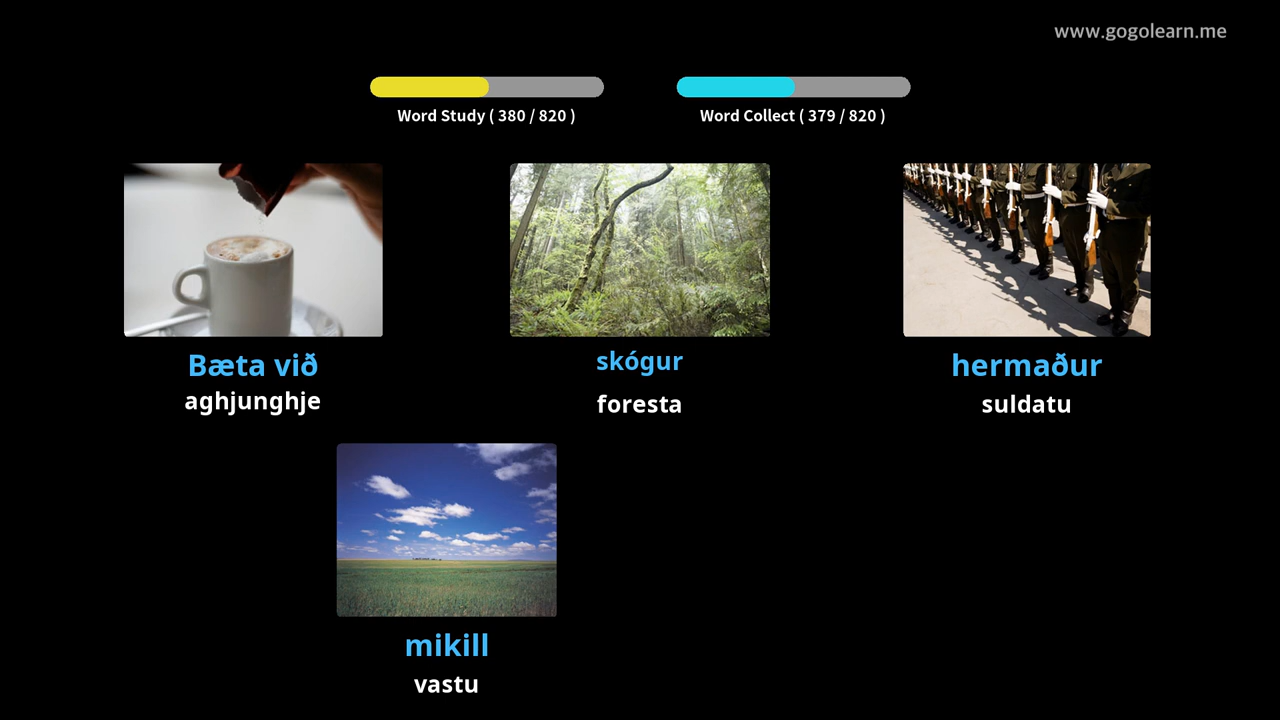 www.gogolearn.me
Word Study ( 380 / 820 )
Word Collect ( 379 / 820 )
Bæta við
aghjunghje
skógur
foresta
hermaður
suldatu
mikill
vastu